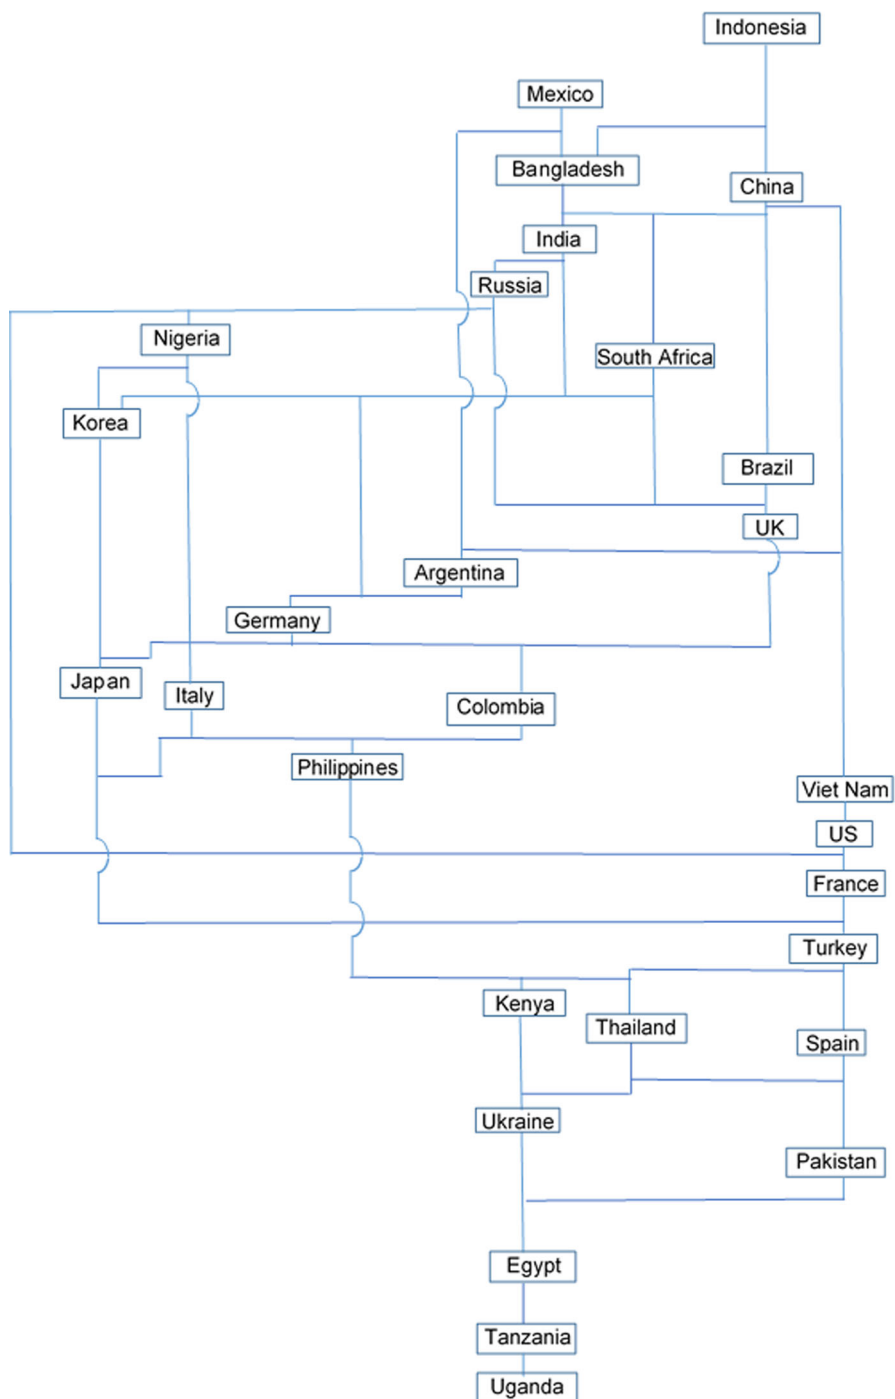 Indonesia
Mexico
Bangladesh
China
India
Russia
Nigeria
South Africa
Korea
Brazil
UK
Argentina
Germany
Japan
Italy
Colombia
Philippines
Viet Nam
US
France
Turkey
Kenya
Thailand
Spain
Ukraine
Pakistan
Egypt
Tanzania
Uganda